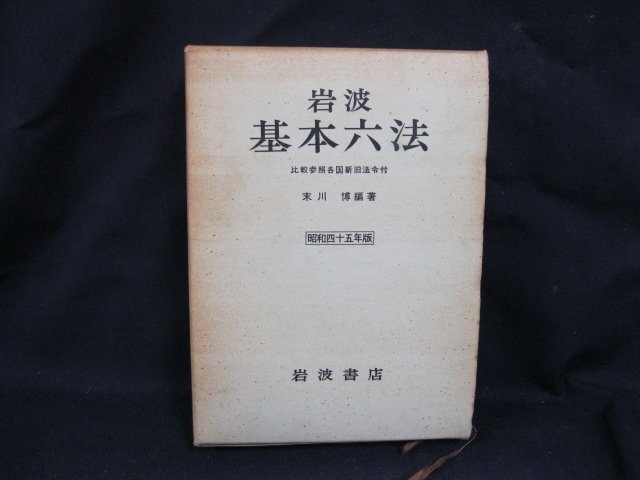 岩波
基本六法
比較参照各国新旧法令付
末川 博編著
昭和四十五年版
岩波書店